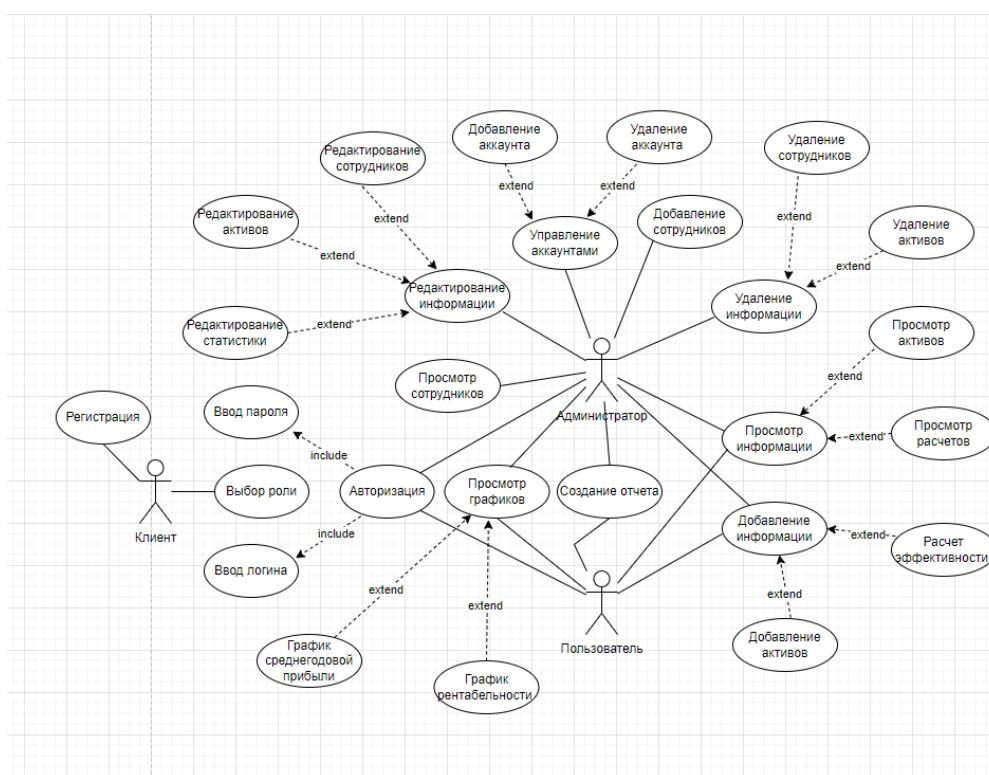 Добавление
аккаунта
Удаление
аккаунта
Удаление
сотрудников
Редактирование
сотрудников
extend
extend
Редактирование
активов
extend
Добавление
сотрудников
extend
Удаление
активов
Управление
аккаунтами
extend
extend
Редактирование
информации
Удаление
информации
Редактирование
статистики
extend
Просмотр
активов
Просмотр
сотрудников
extend
Администратор
Регистрация
Ввод пароля
Просмотр
информации
extend
Просмотр
расчетов
include
Выбор роли
Авторизация
Просмотр
графиков
Создание отчета
Клиент
include
Добавление
информации
extend
Расчет
эффективности
Ввод логина
extend
extend
extend
График
среднегодовой
прибыли
Пользователь
Добавление
активов
График
рентабельности